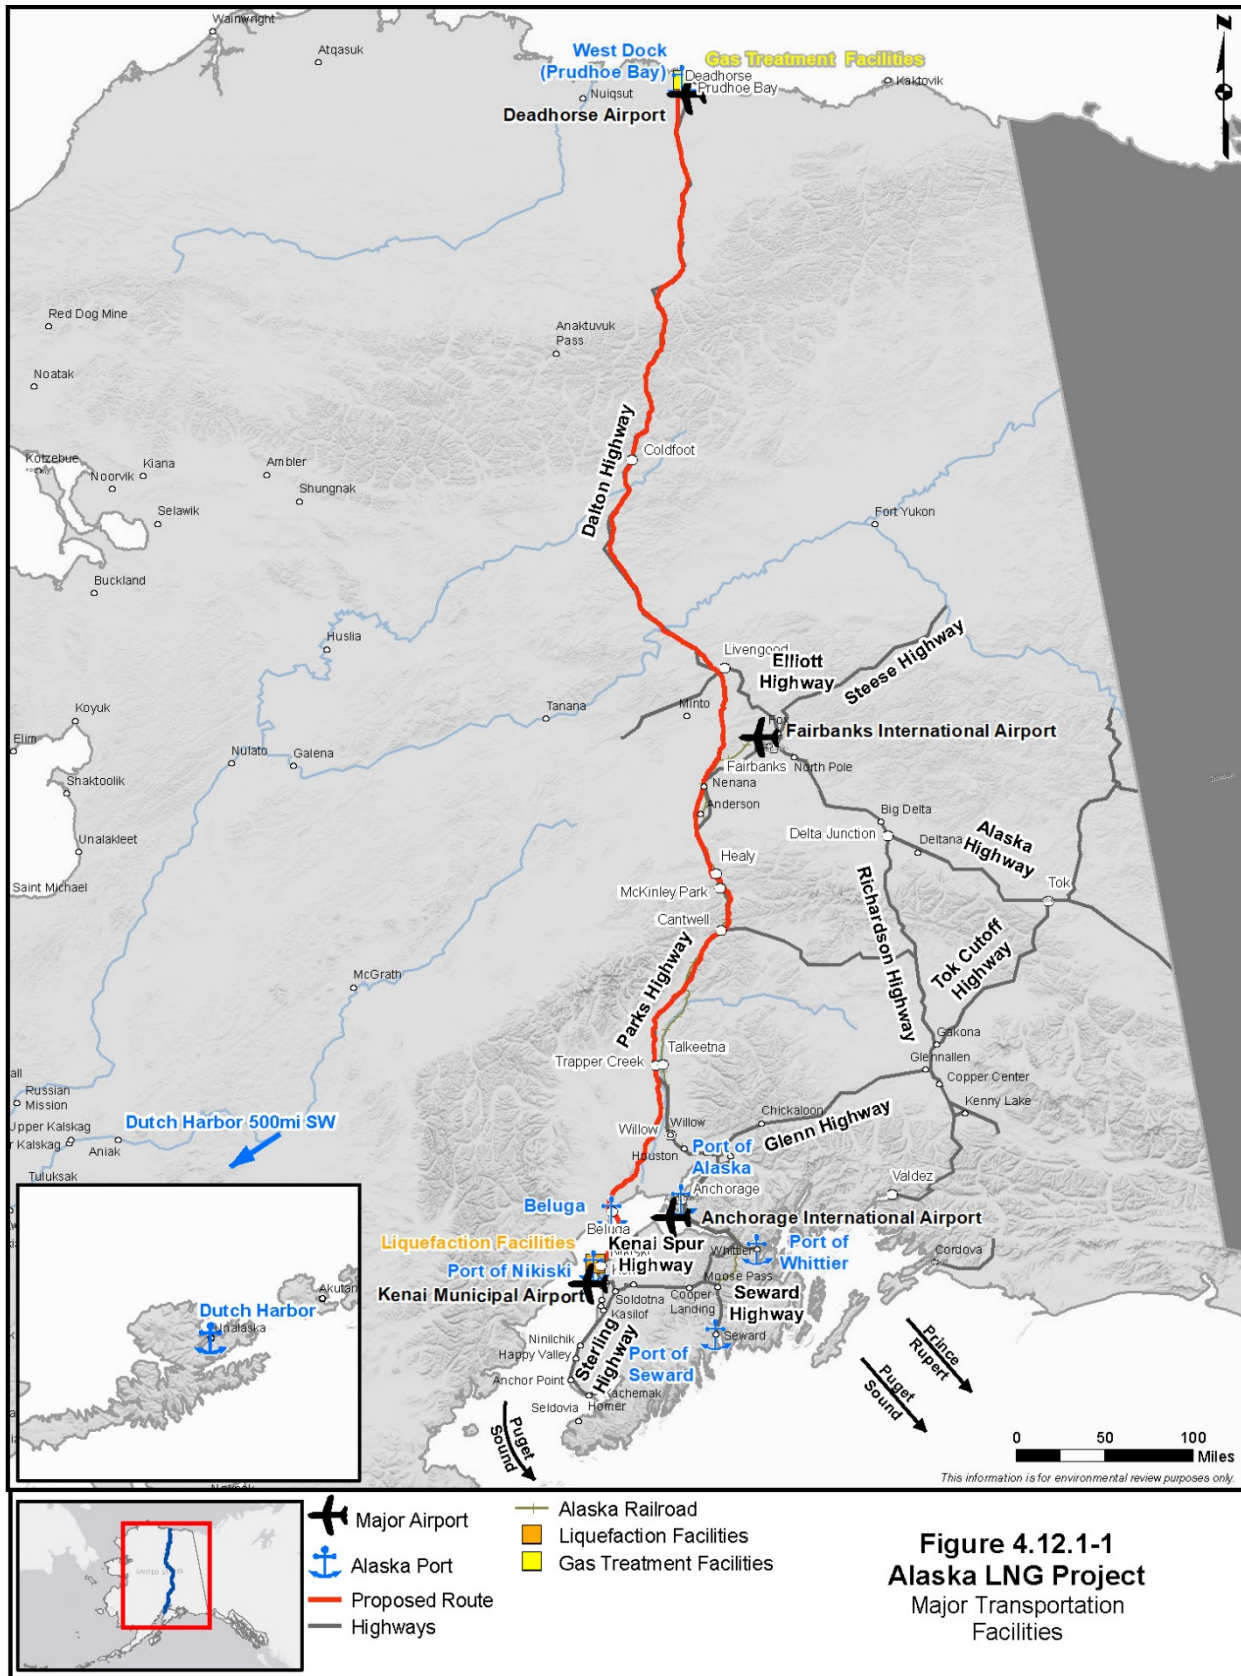 Wainwright
Atqasuk
West Dock
(Prudhoe Bay)
Gas Treatment Facilities
Deadhorse
Prudhoe Bay
Kaktovik
Nuiqsut
Deadhorse Airport
N
Red Dog Mine
Anaktuvuk
Pass
Noatak
Dalton Highway
Coldfoot
Kotzebue
Kiana
Noorvik
Ambler
Shungnak
Selawik
Fort Yukon
Buckland
Huslia
Livengood
Elliott
Highway
Steese Highway
Koyuk
Tanana
Minto
Fox
Fairbanks International Airport
Elim
Nulato
Galena
Fairbanks
North Pole
Shaktoolik
Nenana
Anderson
Big Delta
Delta Junction
Deltana
Alaska
Highway
Unalakleet
Healy
Saint Michael
McKinley Park
Tok
Cantwell
Richardson Highway
Tok Cutoff
Highway
McGrath
Parks Highway
Gakona
Trapper Creek
Talkeetna
Glennallen
Copper Center
Russian
Mission
Kenny Lake
Chickaloon
Dutch Harbor 500mi SW
Upper Kalskag
Kalskag
Aniak
Willow
Willow
Glenn Highway
Houston
Port of
Alaska
Tuluksak
Valdez
Anchorage
Beluga
Anchorage International Airport
Beluga
Liquefaction Facilities
Kenai Spur
Highway
Whittier
Port of
Whittier
Cordova
Port of Nikiski
Moose Pass
Kenai Municipal Airport
Soldotna
Cooper
Landing
Seward
Highway
Kasilof
Akutan
Dutch Harbor
Unalaska
Ninilchik
Happy Valley
Sterling
Highway
Port of
Seward
Seward
Prince
Rupert
Anchor Point
Kachemak
Homer
Seldovia
Puget
Sound
Puget
Sound
0 50 100
Miles
This information is for environmental review purposes only.
UNITED STATES
Major Airport
Alaska Port
Proposed Route
Highways
Alaska Railroad
Liquefaction Facilities
Gas Treatment Facilities
Figure 4.12.1-1
Alaska LNG Project
Major Transportation
Facilities